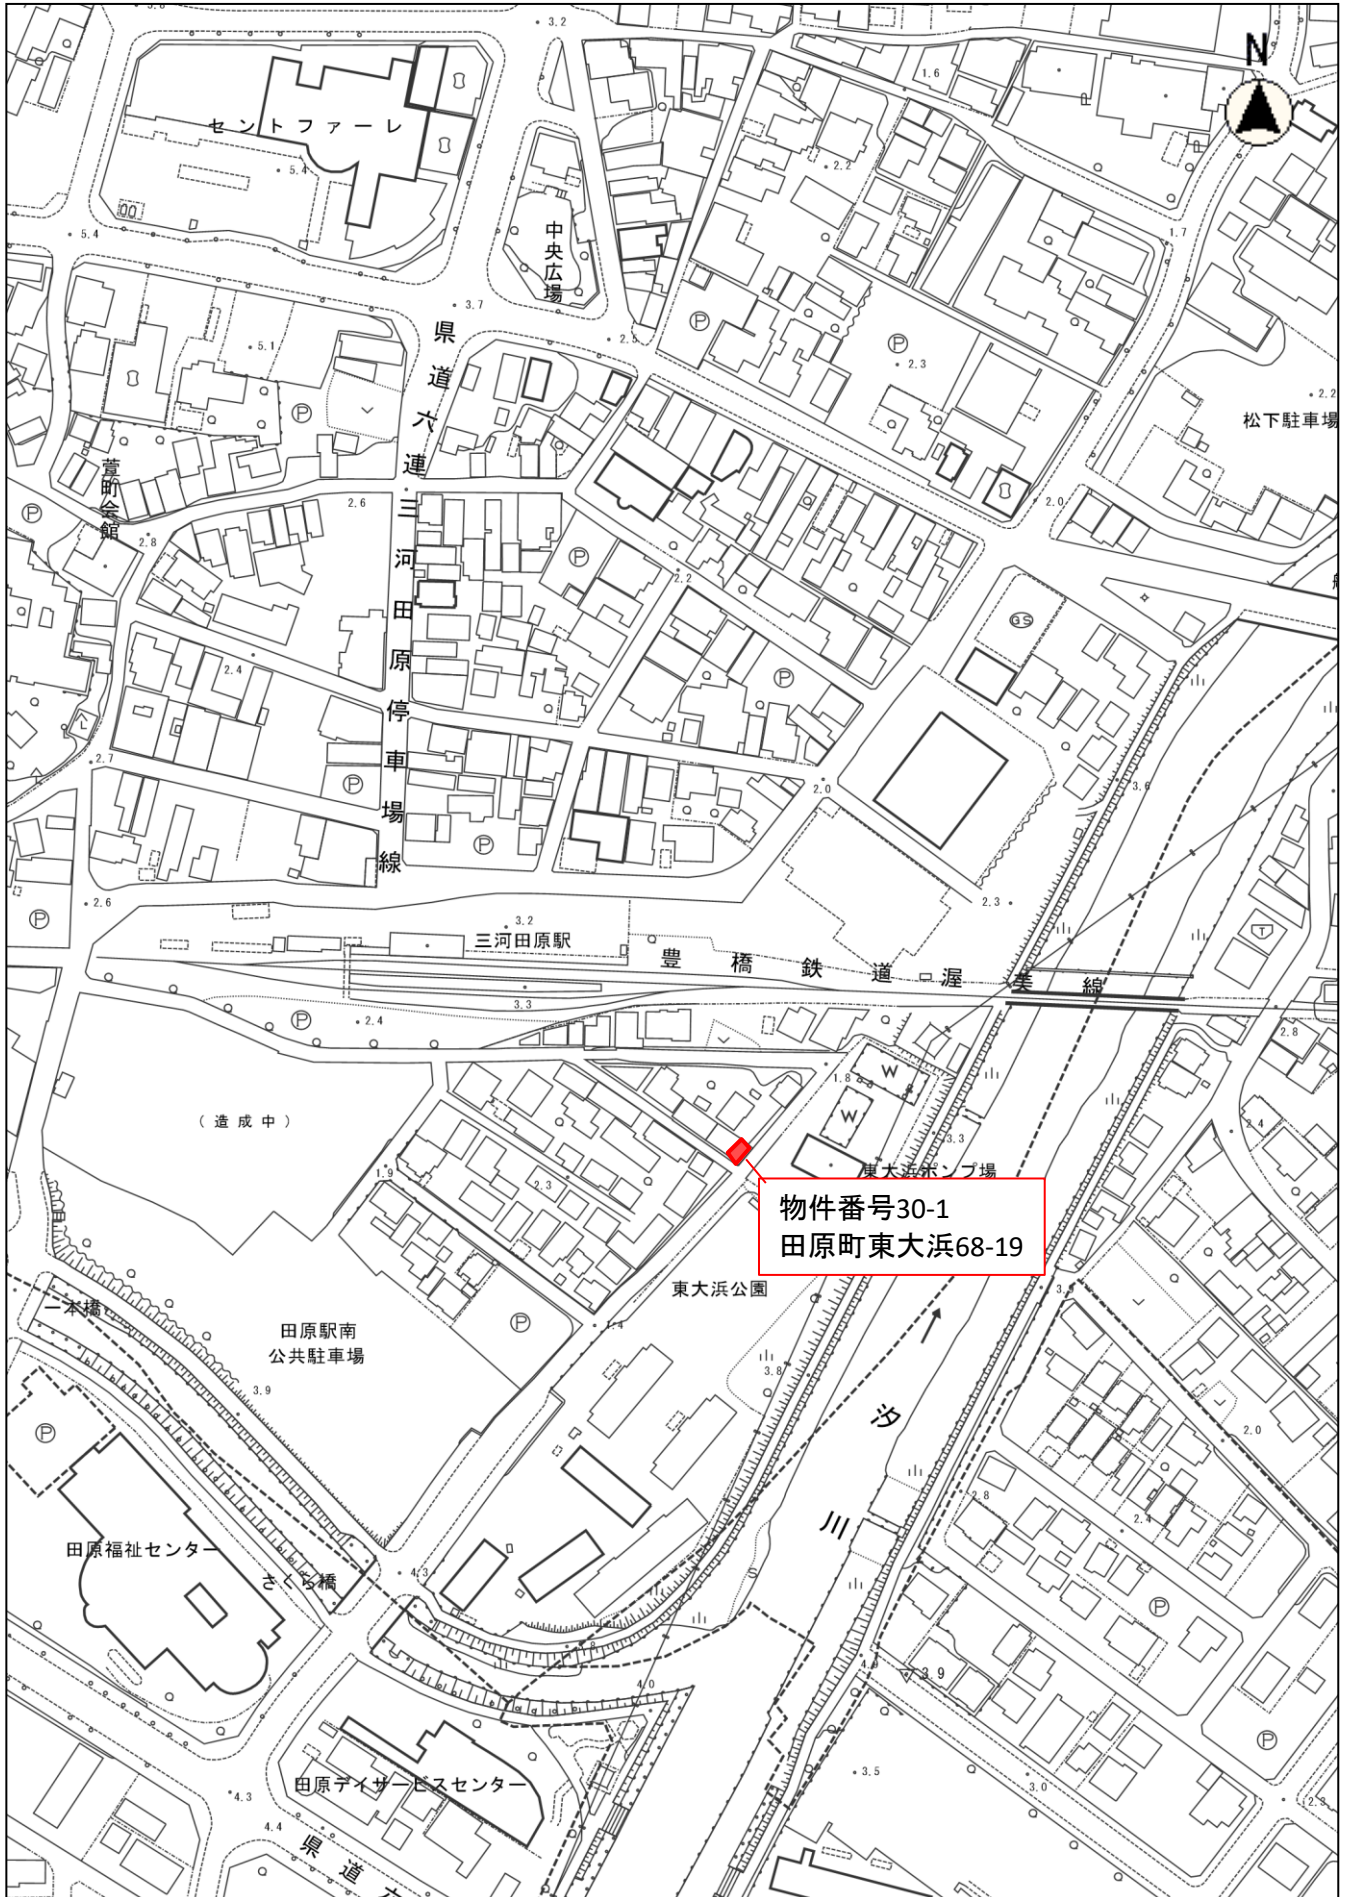 3.2
N
1.6
セントファーレ
5.4
2.2
中央広場
5.4
1.7
3.7
県道六連三河田原停車場線
2.5
5.1
P
P
2.3
2.2
P
松下駐車場
萱町会館
2.6
2.0
P
2.8
P
2.2
GS
2.4
P
2.7
P
2.0
3.6
P
2.6
P
2.3
3.2
三河田原駅
T
豊橋鉄道渥美線
3.3
P
2.4
2.8
W
1.8
W
(造成中)
3.3
2.4
東大浜ポンプ場
1.9
2.3
物件番号30-1
田原町東大浜68-19
東大浜公園
一本橋
田原駅南
公共駐車場
P
1.4
3.8
3.9
汐川
2.0
P
2.8
2.4
田原福祉センター
さくら橋
4.3
S
P
3.9
4.0
P
田原デイサービスセンター
3.5
3.0
2.3
4.3
4.4
県道六